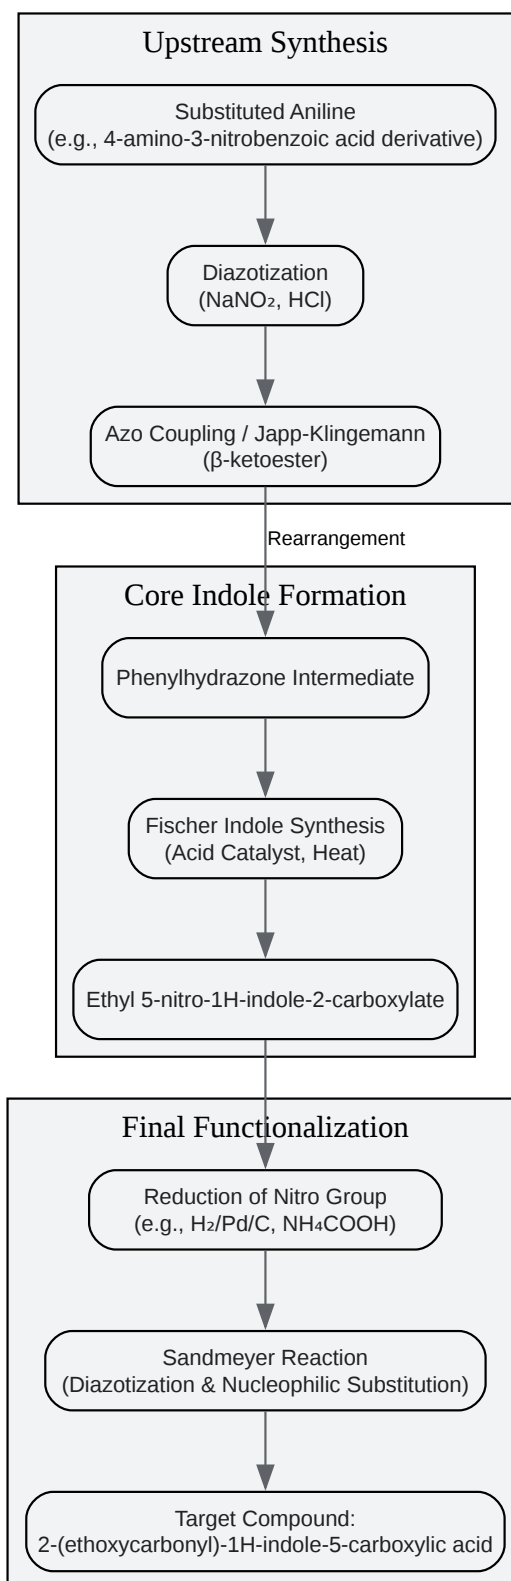 Upstream Synthesis
Substituted Aniline
(e.g., 4-amino-3-nitrobenzoic acid derivative)
Diazotization
(NaNO₂, HCl)
Azo Coupling / Japp-Klingemann
(β-ketoester)
Rearrangement
Core Indole Formation
Phenylhydrazone Intermediate
Fischer Indole Synthesis
(Acid Catalyst, Heat)
Ethyl 5-nitro-1H-indole-2-carboxylate
Final Functionalization
Reduction of Nitro Group
(e.g., H₂/Pd/C, NH₄COOH)
Sandmeyer Reaction
(Diazotization & Nucleophilic Substitution)
Target Compound:
2-(ethoxycarbonyl)-1H-indole-5-carboxylic acid